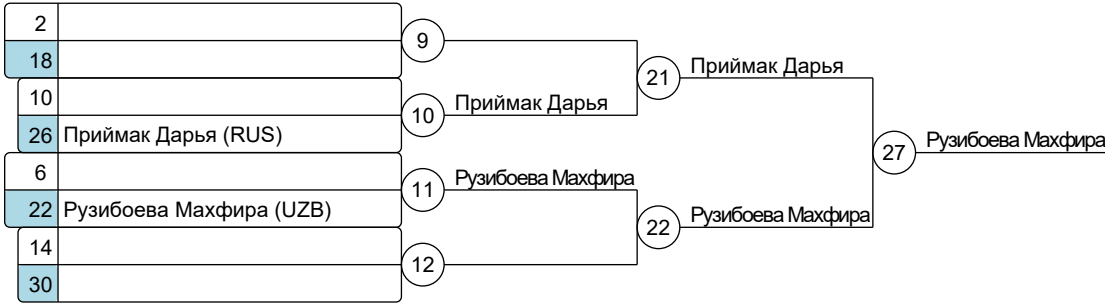 2
9
18
21 Приймак Дарья
10
10 Приймак Дарья
26 Приймак Дарья (RUS)
27 Рузибоева Махфира
6
11 Рузибоева Махфира
22 Рузибоева Махфира (UZB)
22 Рузибоева Махфира
14
12
30